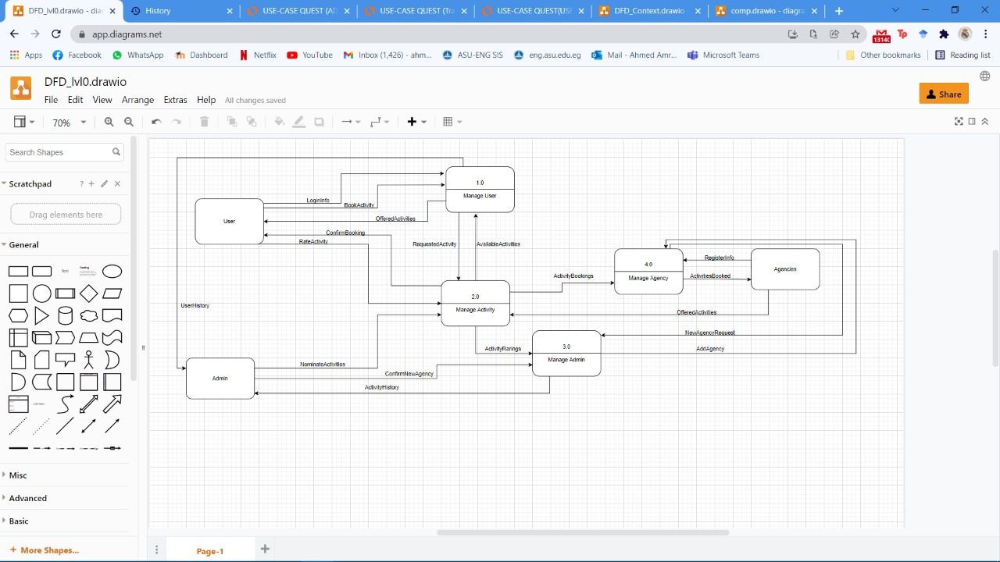 DFD_lvl0.drawio - di
History
USE-CASE QUEST (AD
USE-CASE QUEST (Tre
USE-CASE QUEST(USE
DFD_Context.drawio
comp.drawio - diagra
app.diagrams.net
1314
Apps
Facebook
WhatsApp
Dashboard
Netflix
YouTube
Inbox (1,426) - ahm...
ASU-ENG SIS
eng.asu.edu.eg
Mail - Ahmed Amr...
Microsoft Teams
Other bookmarks
Reading list
DFD_lvl0.drawio
File Edit View Arrange Extras Help All changes saved
Share
70%
Search Shapes
Scratchpad
Drag elements here
General
Text
Heading
List Item
Misc
Advanced
Basic
+ More Shapes...
Page-1
1.0
Manage User
LoginInfo
BookActivity
User
OfferedActivities
ConfirmBooking
RateActivity
RequestedActivity
AvailableActivities
RegisterInfo
4.0
Manage Agency
Agencies
ActivityBookings
ActivitiesBooked
2.0
Manage Activity
UserHistory
OfferedActivities
NewAgencyRequest
ActivityRarings
3.0
Manage Admin
AddAgency
NominateActivities
ConfirmNewAgency
Admin
ActivityHistory